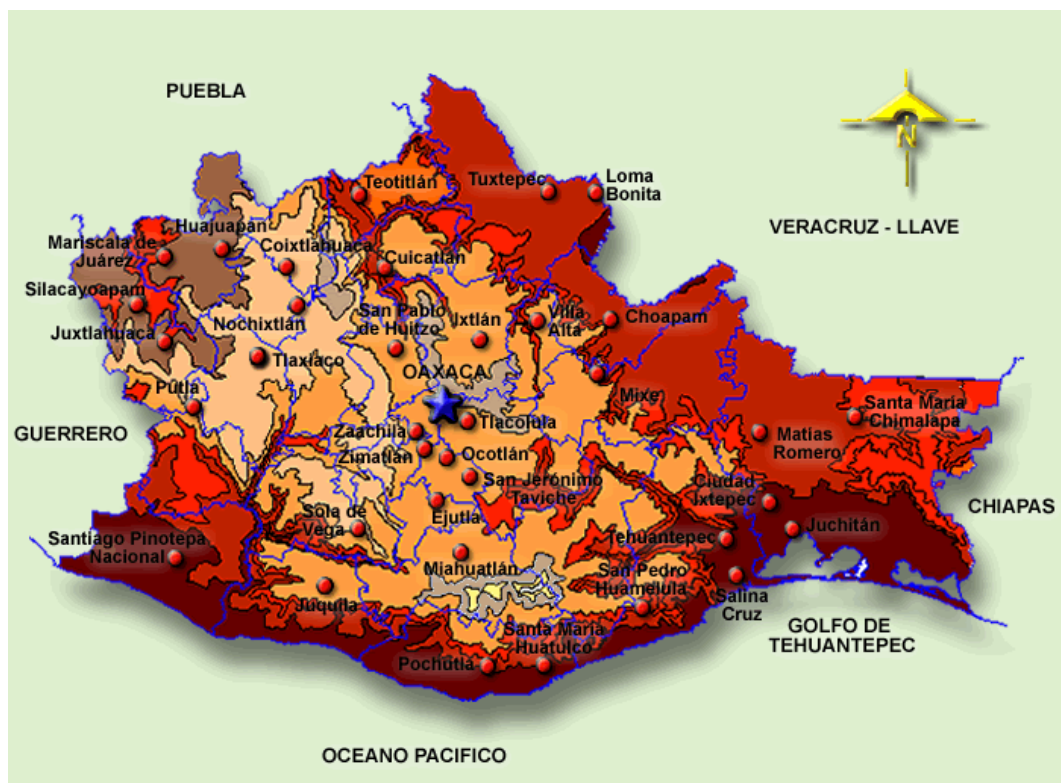 PUEBLA
N
Teotitlán
Tuxtepec
Loma
Bonita
VERACRUZ - LLAVE
Huajuapán
Mariscala de
Juárez
Coixtlahuaca
Cuicatlán
Silacayoapam
Nochixtlán
San Pablo
de Huitzo
Ixtlán
Villa
Alta
Choapam
Juxtlahuaca
Tlaxiaco
OAXACA
Putla
Mixe
Santa María
Chimalapa
GUERRERO
Zaachila
Tlacolula
Matias
Romero
Zimatlán
Ocotlán
San Jerónimo
Taviche
Ciudad
Ixtepec
CHIAPAS
Ejutla
Sola de
Vega
Juchitán
Santiago Pinotepa
Nacional
Tehuantepec
Miahuatlán
San Pedro
Huamelula
Juquila
Salina
Cruz
GOLFO DE
TEHUANTEPEC
Santa María
Huatulco
Pochutla
OCEANO PACIFICO